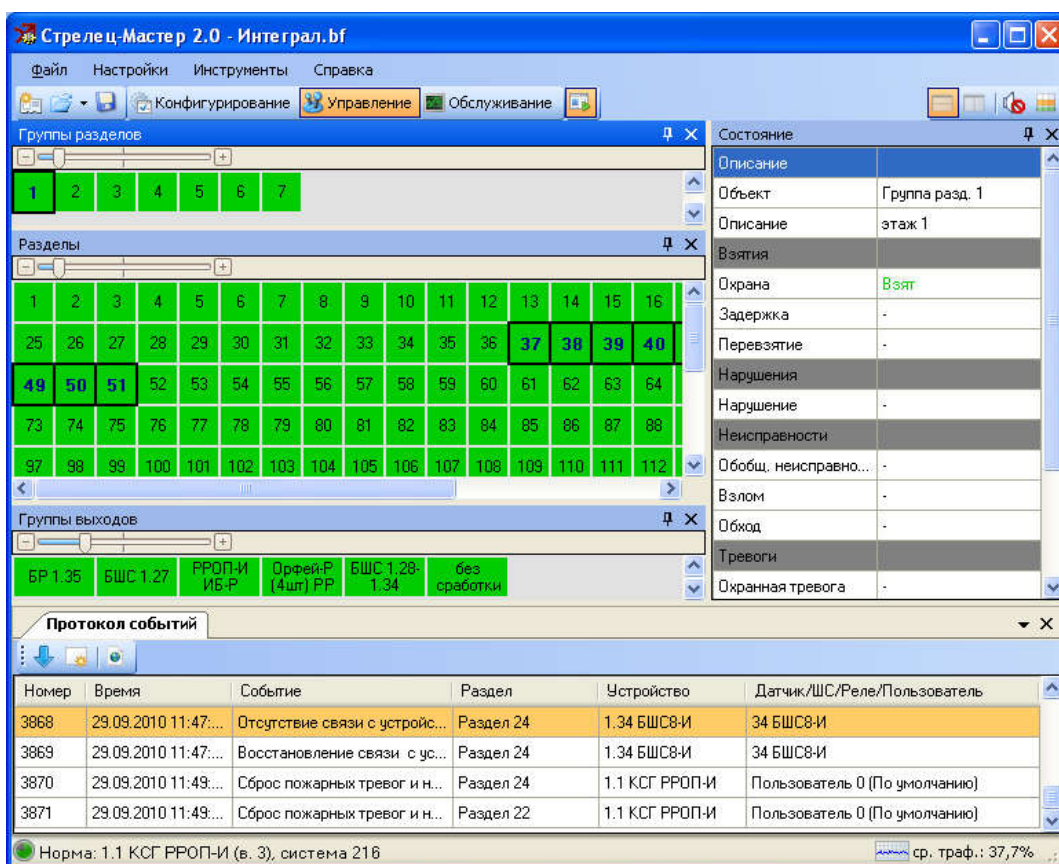 Стрелец-Мастер 2.0 - Интеграл.bf
Файл Настройки Инструменты Справка
Конфигурирование Управление Обслуживание
Группы разделов
1 2 3 4 5 6 7
Разделы
1 2 3 4 5 6 7 8 9 10 11 12 13 14 15 16
25 26 27 28 29 30 31 32 33 34 35 36 37 38 39 40
49 50 51 52 53 54 55 56 57 58 59 60 61 62 63 64
73 74 75 76 77 78 79 80 81 82 83 84 85 86 87 88
97 98 99 100 101 102 103 104 105 106 107 108 109 110 111 112
Группы выходов
БР 1.35 БШС 1.27 РРОП-И ИБ-Р Орфей-Р (4шт) РР БШС 1.28-1.34 без сработки
Состояние
Описание
Объект Группа разд. 1
Описание этаж 1
Взятия
Охрана Взят
Задержка -
Перевзятие -
Нарушения
Нарушение -
Неисправности
Обобщ. неисправно... -
Взлом -
Обход -
Тревоги
Охранная тревога -
Протокол событий
Номер Время Событие Раздел Устройство Датчик/ШС/Реле/Пользователь
3868 29.09.2010 11:47:... Отсутствие связи с устройс... Раздел 24 1.34 БШС8-И 34 БШС8-И
3869 29.09.2010 11:47:... Восстановление связи с ус... Раздел 24 1.34 БШС8-И 34 БШС8-И
3870 29.09.2010 11:49:... Сброс пожарных тревог и н... Раздел 24 1.1 КСГ РРОП-И Пользователь 0 (По умолчанию)
3871 29.09.2010 11:49:... Сброс пожарных тревог и н... Раздел 22 1.1 КСГ РРОП-И Пользователь 0 (По умолчанию)
Норма: 1.1 КСГ РРОП-И (в. 3), система 216 ср. траф.: 37,7%